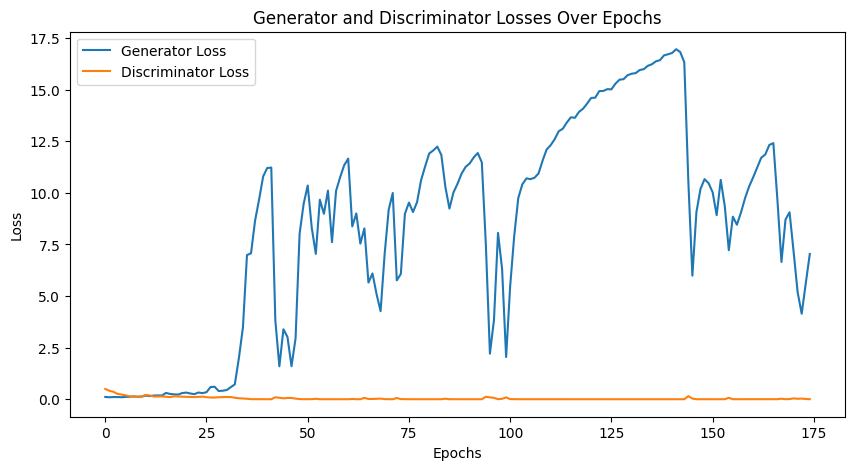 Generator and Discriminator Losses Over Epochs
17.5
Generator Loss
Discriminator Loss
15.0
12.5
10.0
Loss
7.5
5.0
2.5
0.0
0 25 50 75 100 125 150 175
Epochs